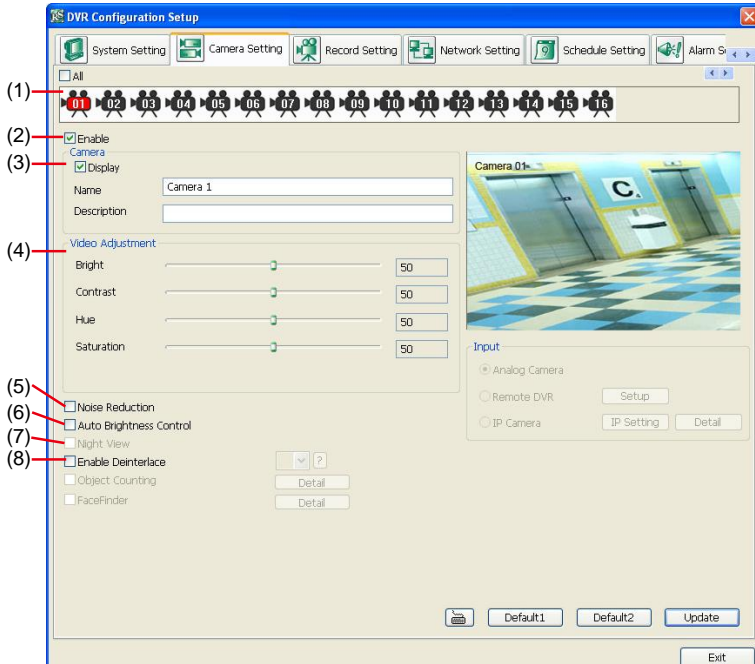 DVR Configuration Setup
System Setting Camera Setting Record Setting Network Setting Schedule Setting Alarm S
All
(1) 01 02 03 04 05 06 07 08 09 10 11 12 13 14 15 16
(2) Enable
Camera
(3) Display
Name Camera 1
Description
Camera 01
C
(4) Video Adjustment
Bright 50
Contrast 50
Hue 50
Saturation 50
Input
Analog Camera
Remote DVR Setup
IP Camera IP Setting Detail
(5) Noise Reduction
(6) Auto Brightness Control
(7) Night View
(8) Enable Deinterlace ?
Object Counting Detail
FaceFinder Detail
Default1 Default2 Update
Exit